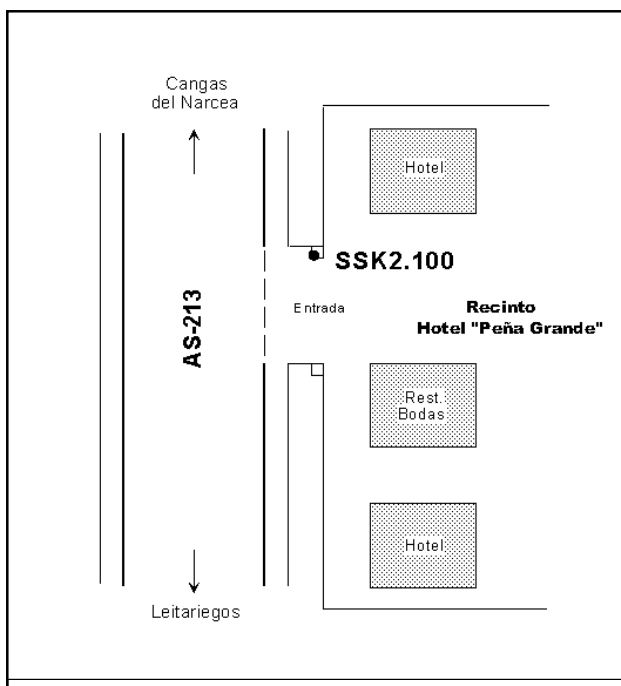 Cangas
del Narcea
Hotel
SSK2.100
Entrada
Recinto
Hotel "Peña Grande"
AS-213
Rest.
Bodas
Hotel
Leitariegos